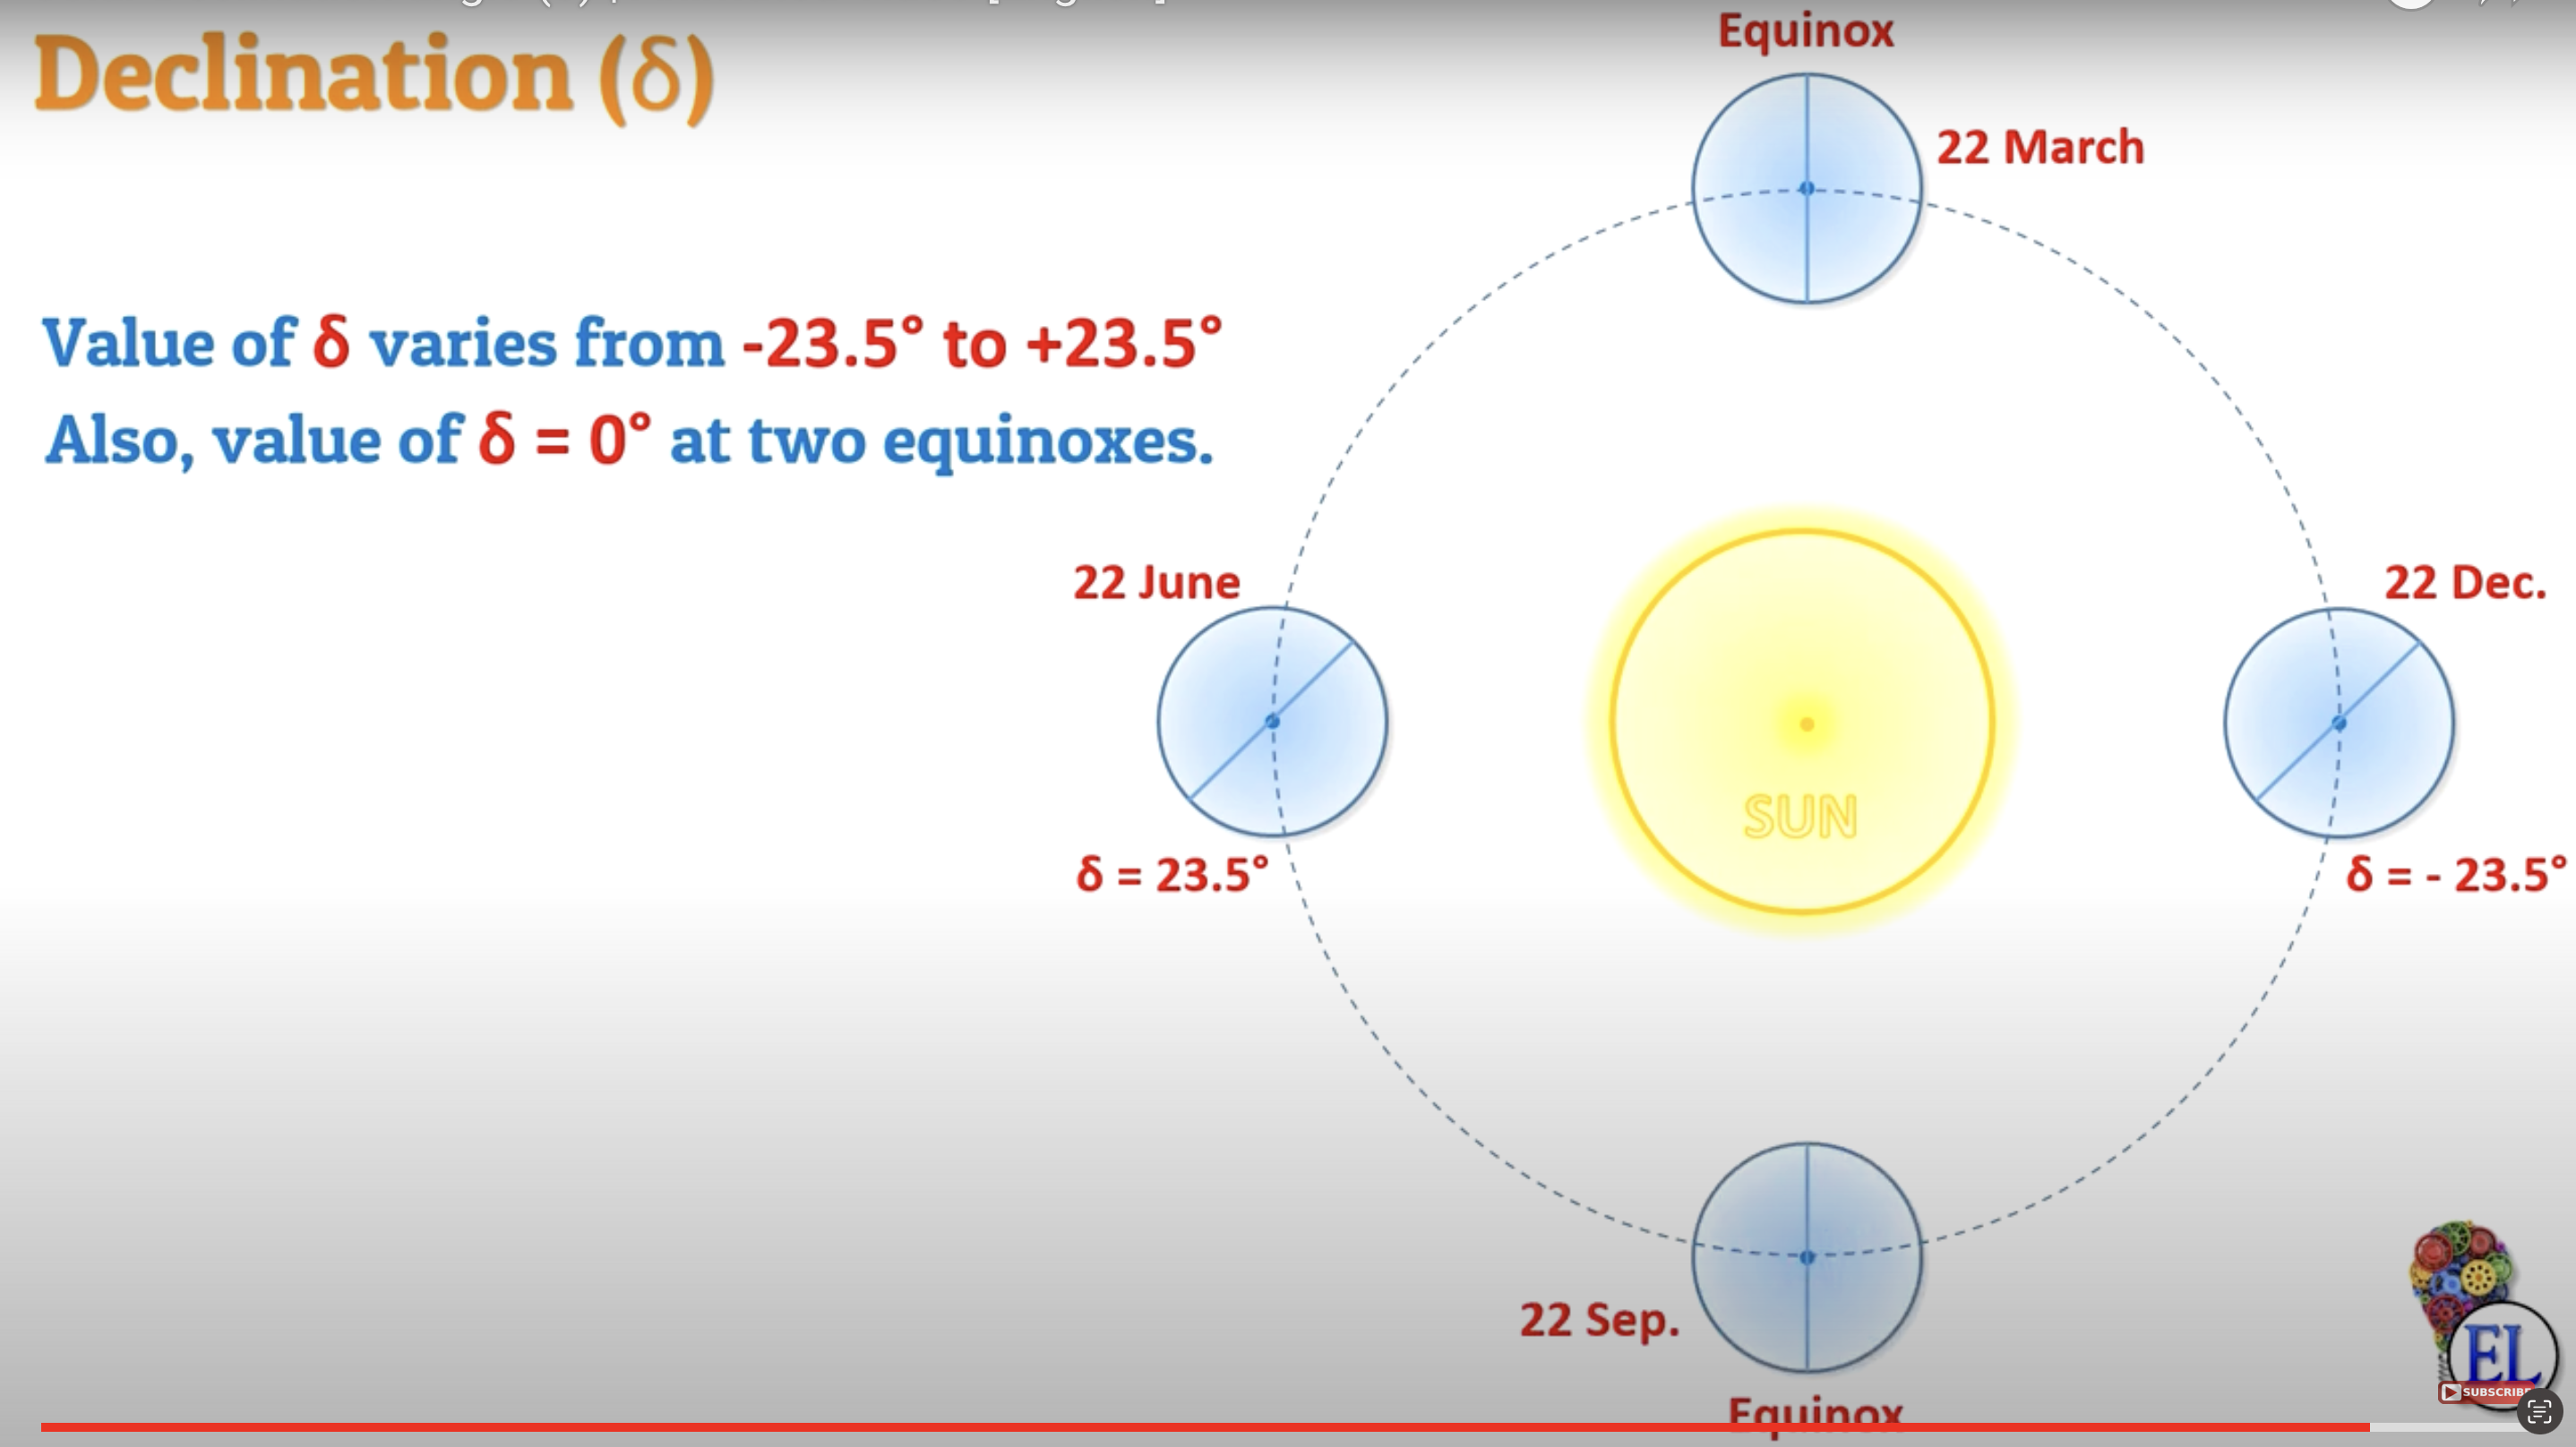 Declination (δ)
Equinox
22 March
Value of δ varies from -23.5° to +23.5°
Also, value of δ = 0° at two equinoxes.
22 June
22 Dec.
SUN
δ = 23.5°
δ = - 23.5°
22 Sep.
Equinox
EL
SUBSCRIBE